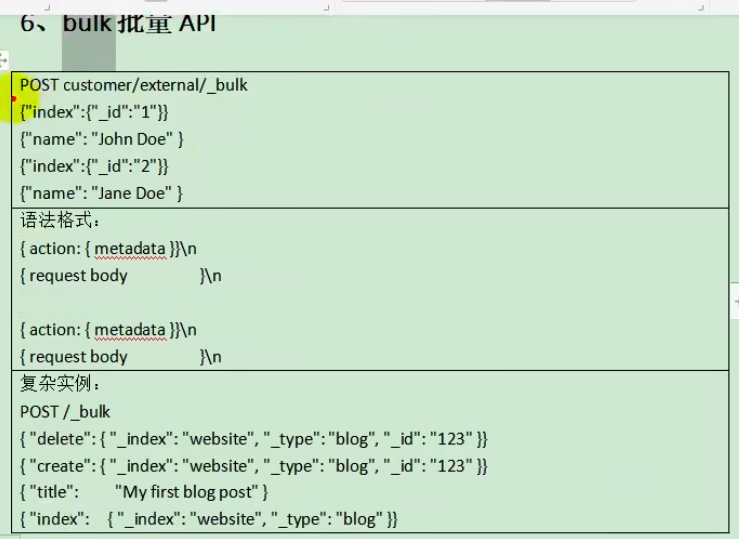 6、bulk 批量 API
POST customer/external/_bulk
{"index":{"_id":"1"}}
{"name": "John Doe" }
{"index":{"_id":"2"}}
{"name": "Jane Doe" }
语法格式：
{ action: { metadata }}\n
{ request body }\n
{ action: { metadata }}\n
{ request body }\n
复杂实例：
POST /_bulk
{ "delete": { "_index": "website", "_type": "blog", "_id": "123" }}
{ "create": { "_index": "website", "_type": "blog", "_id": "123" }}
{ "title": "My first blog post" }
{ "index": { "_index": "website", "_type": "blog" }}